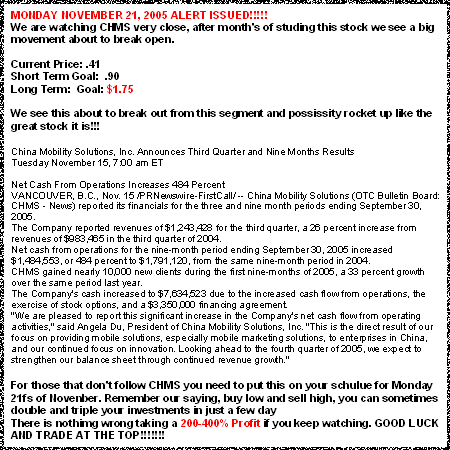 MONDAY NOVEMBER 21, 2005 ALERT ISSUED!!!!!
We are watching CHMS very close, after month's of studing this stock we see a big
movement about to break open.
Current Price: .41
Short Term Goal: .90
Long Term: Goal: $1.75
We see this about to break out from this segment and possissity rocket up like the
great stock it is!!!
China Mobility Solutions, Inc. Announces Third Quarter and Nine Months Results
Tuesday November 15, 7:00 am ET
Net Cash From Operations Increases 484 Percent
VANCOUVER, B.C., Nov. 15 /PRNewswire-FirstCall/ -- China Mobility Solutions (OTC Bulletin Board:
CHMS - News) reported its financials for the three and nine month periods ending September 30,
2005.
The Company reported revenues of $1,243,428 for the third quarter, a 26 percent increase from
revenues of $983,465 in the third quarter of 2004.
Net cash from operations for the nine-month period ending September 30, 2005 increased
$1,484,553, or 484 percent to $1,791,120, from the same nine-month period in 2004.
CHMS gained nearly 10,000 new clients during the first nine-months of 2005, a 33 percent growth
over the same period last year.
The Company's cash increased to $7,634,523 due to the increased cash flow from operations, the
exercise of stock options, and a $3,350,000 financing agreement.
"We are pleased to report this significant increase in the Company's net cash flow from operating
activities," said Angela Du, President of China Mobility Solutions, Inc. "This is the direct result of our
focus on providing mobile solutions, especially mobile marketing solutions, to enterprises in China,
and our continued focus on innovation. Looking ahead to the fourth quarter of 2005, we expect to
strengthen our balance sheet through continued revenue growth."
For those that don't follow CHMS you need to put this on your schulue for Monday
21fs of Novenber. Remember our saying, buy low and sell high, you can sometimes
double and triple your investments in just a few day
There is nothimg wrong taking a 200-400% Profit if you keep watching. GOOD LUCK
AND TRADE AT THE TOP!!!!!!!